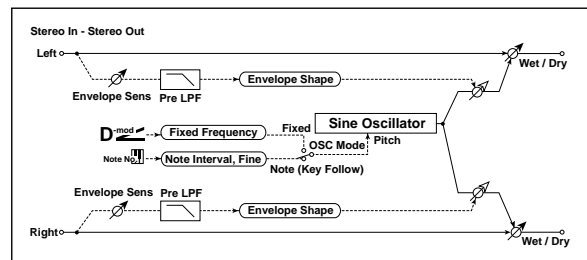 Stereo In - Stereo Out
Left
Wet / Dry
Envelope Sens
Pre LPF
Envelope Shape
D-mod
Fixed Frequency
Fixed
Sine Oscillator
OSC Mode
Pitch
Note No.
Note Interval, Fine
Note (Key Follow)
Envelope Sens
Pre LPF
Envelope Shape
Right
Wet / Dry